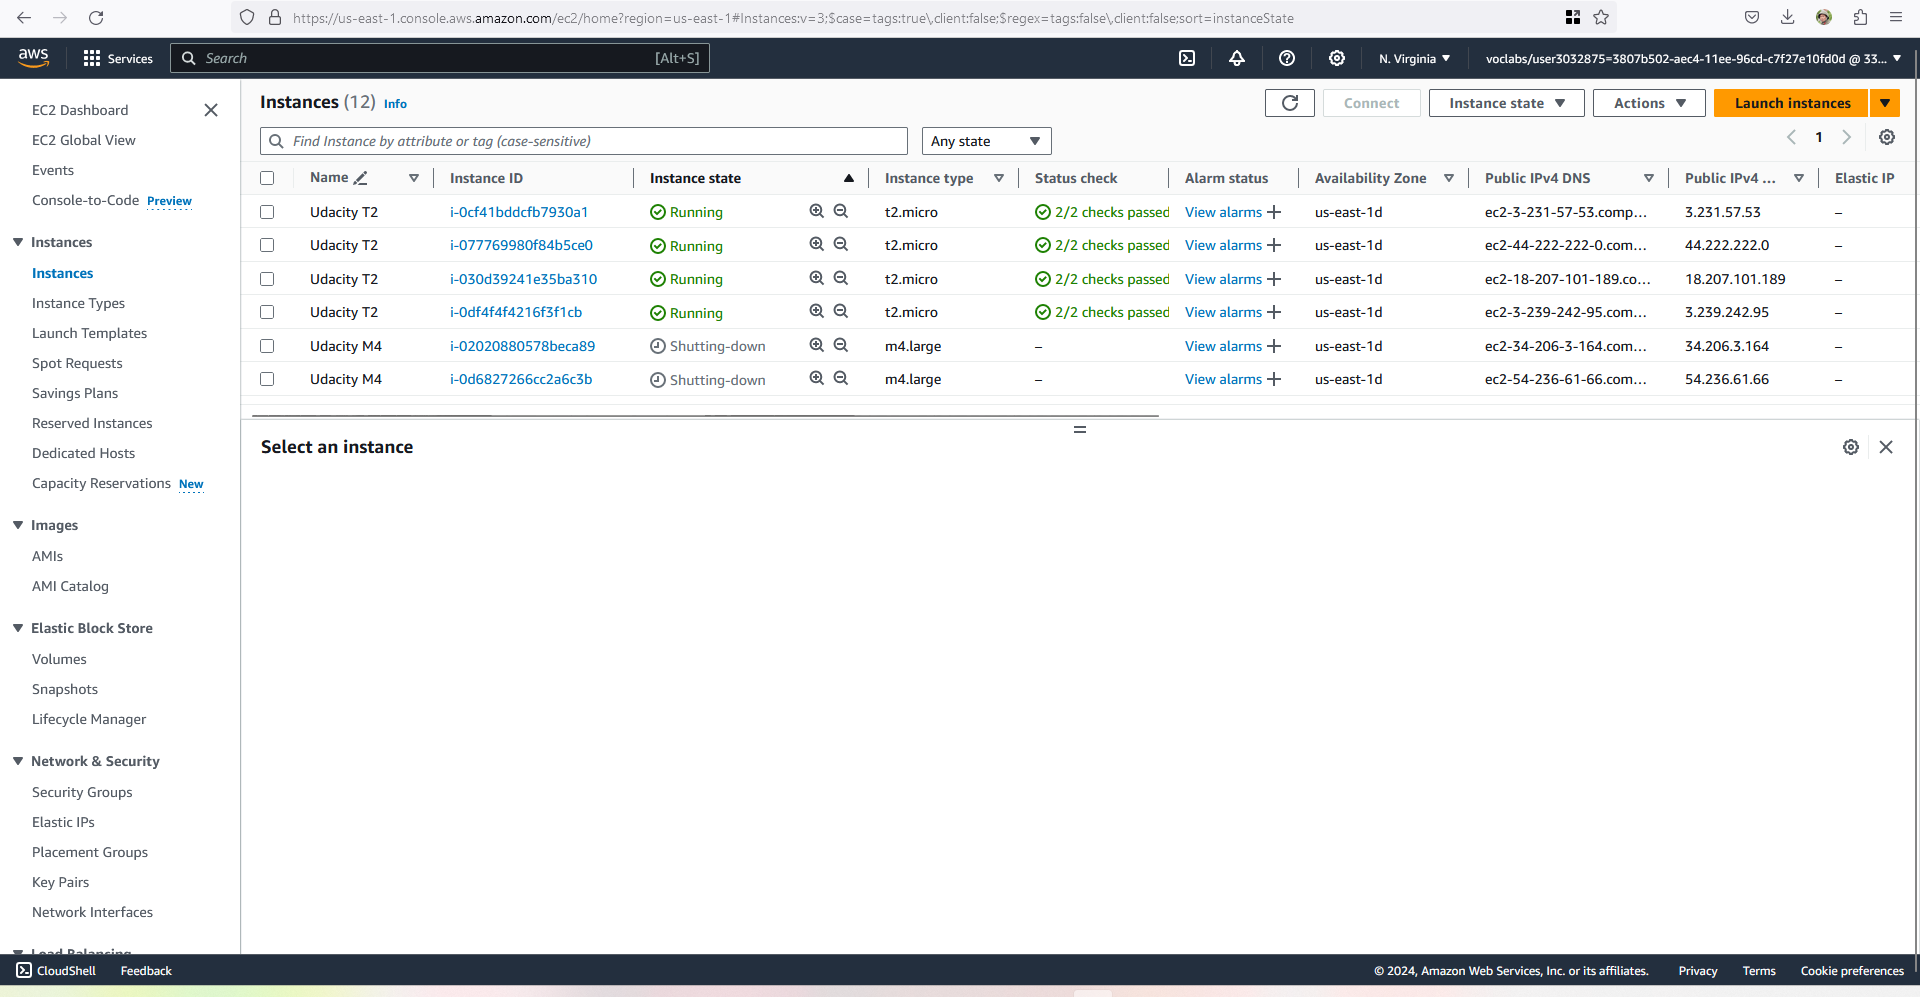 https://us-east-1.console.aws.amazon.com/ec2/home?region=us-east-1#Instances:v=3;$case=tags:true\,client:false;$regex=tags:false\,client:false;sort=instanceState
aws
Services
Search
[Alt+S]
N. Virginia
voclabs/user3032875=3807b502-aec4-11ee-96cd-c7f27e10fd0d @ 33...
EC2 Dashboard
EC2 Global View
Events
Console-to-Code Preview
Instances
Instances
Instance Types
Launch Templates
Spot Requests
Savings Plans
Reserved Instances
Dedicated Hosts
Capacity Reservations New
Images
AMIs
AMI Catalog
Elastic Block Store
Volumes
Snapshots
Lifecycle Manager
Network & Security
Security Groups
Elastic IPs
Placement Groups
Key Pairs
Network Interfaces
Load Balancing
Instances (12) Info
Connect
Instance state
Actions
Launch instances
Find Instance by attribute or tag (case-sensitive)
Any state
1
Name Instance ID Instance state Instance type Status check Alarm status Availability Zone Public IPv4 DNS Public IPv4 ... Elastic IP
Udacity T2 i-0cf41bddcfb7930a1 Running t2.micro 2/2 checks passed View alarms + us-east-1d ec2-3-231-57-53.comp... 3.231.57.53 –
Udacity T2 i-077769980f84b5ce0 Running t2.micro 2/2 checks passed View alarms + us-east-1d ec2-44-222-222-0.com... 44.222.222.0 –
Udacity T2 i-030d39241e35ba310 Running t2.micro 2/2 checks passed View alarms + us-east-1d ec2-18-207-101-189.co... 18.207.101.189 –
Udacity T2 i-0df4f4f4216f3f1cb Running t2.micro 2/2 checks passed View alarms + us-east-1d ec2-3-239-242-95.com... 3.239.242.95 –
Udacity M4 i-02020880578beca89 Shutting-down m4.large – View alarms + us-east-1d ec2-34-206-3-164.com... 34.206.3.164 –
Udacity M4 i-0d6827266cc2a6c3b Shutting-down m4.large – View alarms + us-east-1d ec2-54-236-61-66.com... 54.236.61.66 –
Select an instance
CloudShell
Feedback
© 2024, Amazon Web Services, Inc. or its affiliates.
Privacy
Terms
Cookie preferences